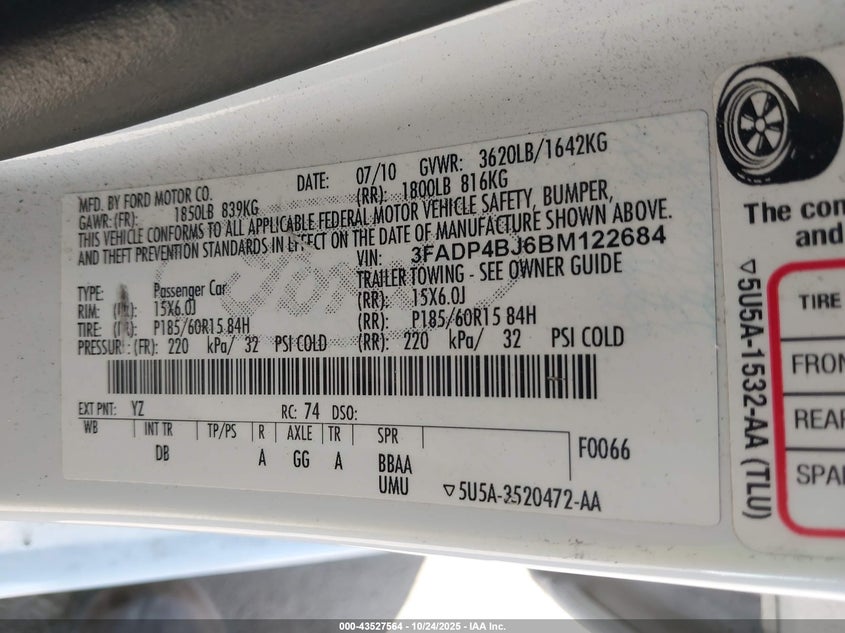 MFD. BY FORD MOTOR CO.
DATE: 07/10 GVWR: 3620LB/1642KG
GAWR: (FR): 1850LB 839KG (RR): 1800LB 816KG
THIS VEHICLE CONFORMS TO ALL APPLICABLE FEDERAL MOTOR VEHICLE SAFETY, BUMPER,
AND THEFT PREVENTION STANDARDS IN EFFECT ON THE DATE OF MANUFACTURE SHOWN ABOVE.
VIN: 3FADP4BJ6BM122684
TYPE: Passenger Car TRAILER TOWING - SEE OWNER GUIDE
RIM: 15X6.0J (RR): 15X6.0J
TIRE: P185/60R15 84H (RR): P185/60R15 84H
PRESSUR : (FR): 220 kPa/ 32 PSI COLD (RR): 220 kPa/ 32 PSI COLD
EXT PNT: YZ RC: 74 DSO:
WB INT TR TP/PS R AXLE TR SPR
DB A GG A BBAA
UMU
F0066
▽5U5A-3520472-AA
The con
and
▽5U5A-1532-AA (TLU)
TIRE
FRON
REAR
SPAR
000-43527564 - 10/24/2025 - IAA Inc.